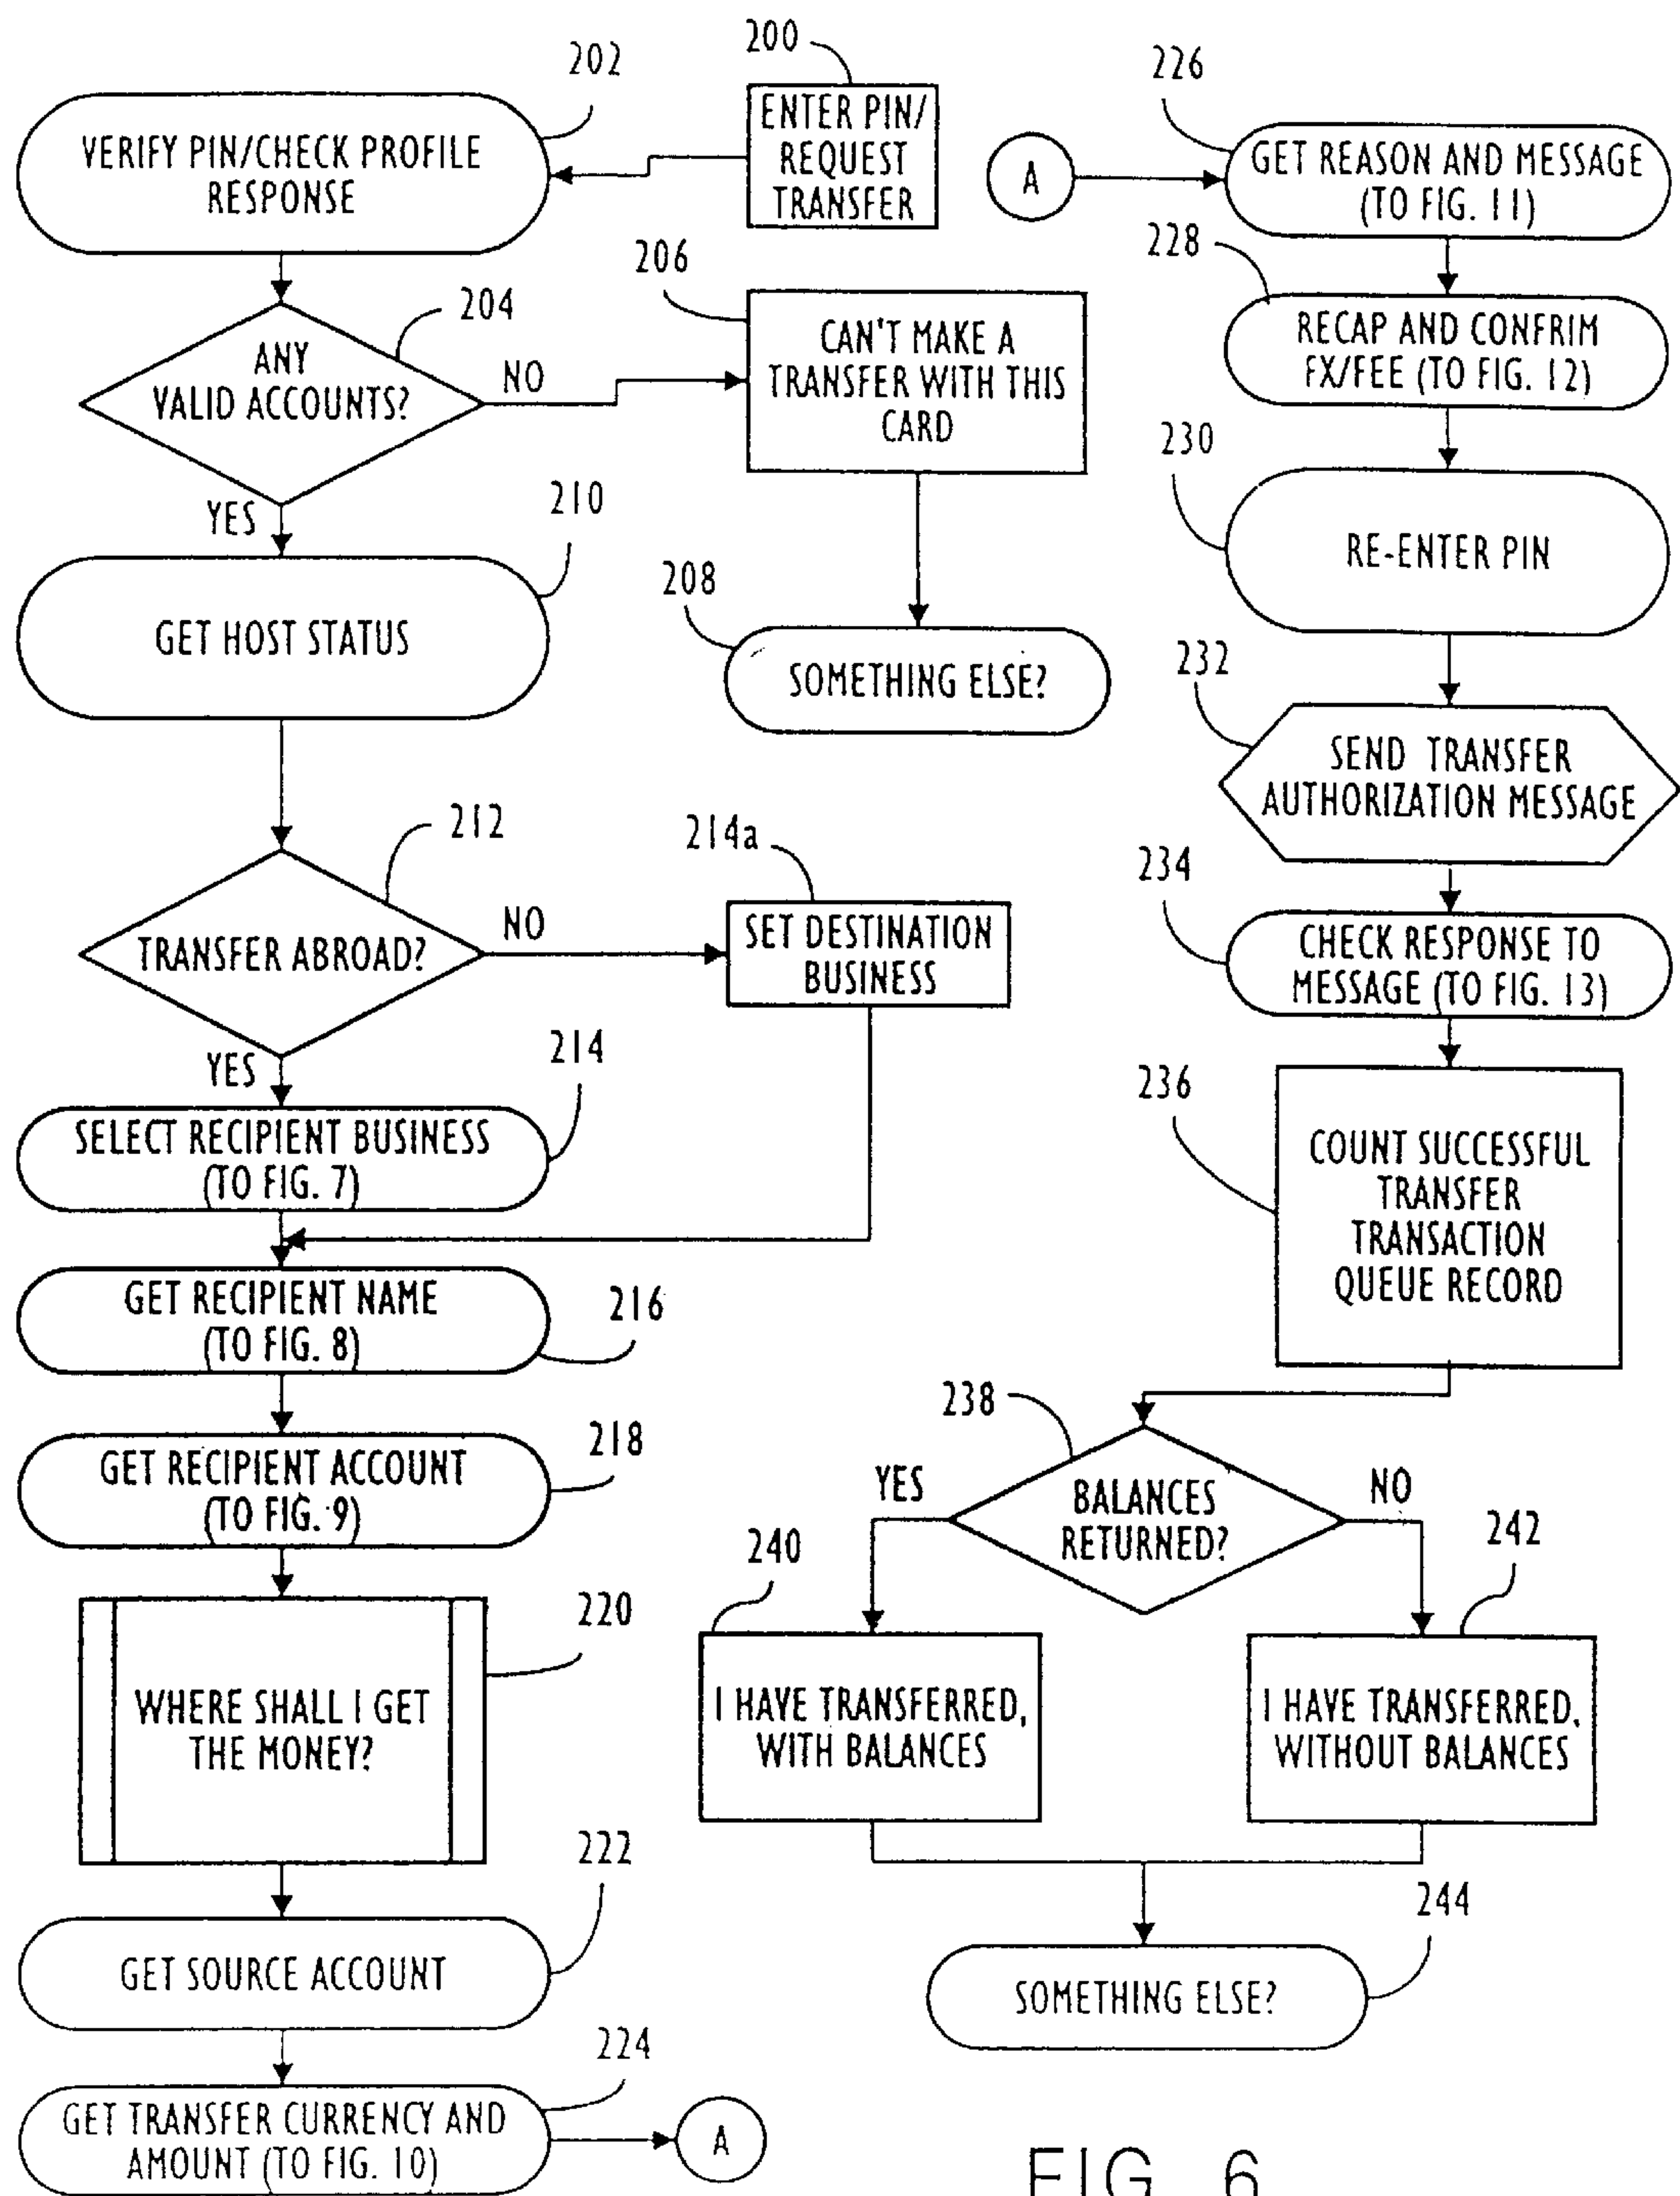 200
ENTER PIN/
REQUEST
TRANSFER
202
VERIFY PIN/CHECK PROFILE
RESPONSE
204
ANY
VALID ACCOUNTS?
NO
YES
206
CAN'T MAKE A
TRANSFER WITH THIS
CARD
208
SOMETHING ELSE?
210
GET HOST STATUS
212
TRANSFER ABROAD?
NO
YES
214a
SET DESTINATION
BUSINESS
214
SELECT RECIPIENT BUSINESS
(TO FIG. 7)
216
GET RECIPIENT NAME
(TO FIG. 8)
218
GET RECIPIENT ACCOUNT
(TO FIG. 9)
220
WHERE SHALL I GET
THE MONEY?
222
GET SOURCE ACCOUNT
224
GET TRANSFER CURRENCY AND
AMOUNT (TO FIG. 10)
A
A
226
GET REASON AND MESSAGE
(TO FIG. 11)
228
RECAP AND CONFRIM
FX/FEE (TO FIG. 12)
230
RE-ENTER PIN
232
SEND TRANSFER
AUTHORIZATION MESSAGE
234
CHECK RESPONSE TO
MESSAGE (TO FIG. 13)
236
COUNT SUCCESSFUL
TRANSFER
TRANSACTION
QUEUE RECORD
238
BALANCES
RETURNED?
YES
NO
240
I HAVE TRANSFERRED,
WITH BALANCES
242
I HAVE TRANSFERRED,
WITHOUT BALANCES
244
SOMETHING ELSE?
FIG. 6